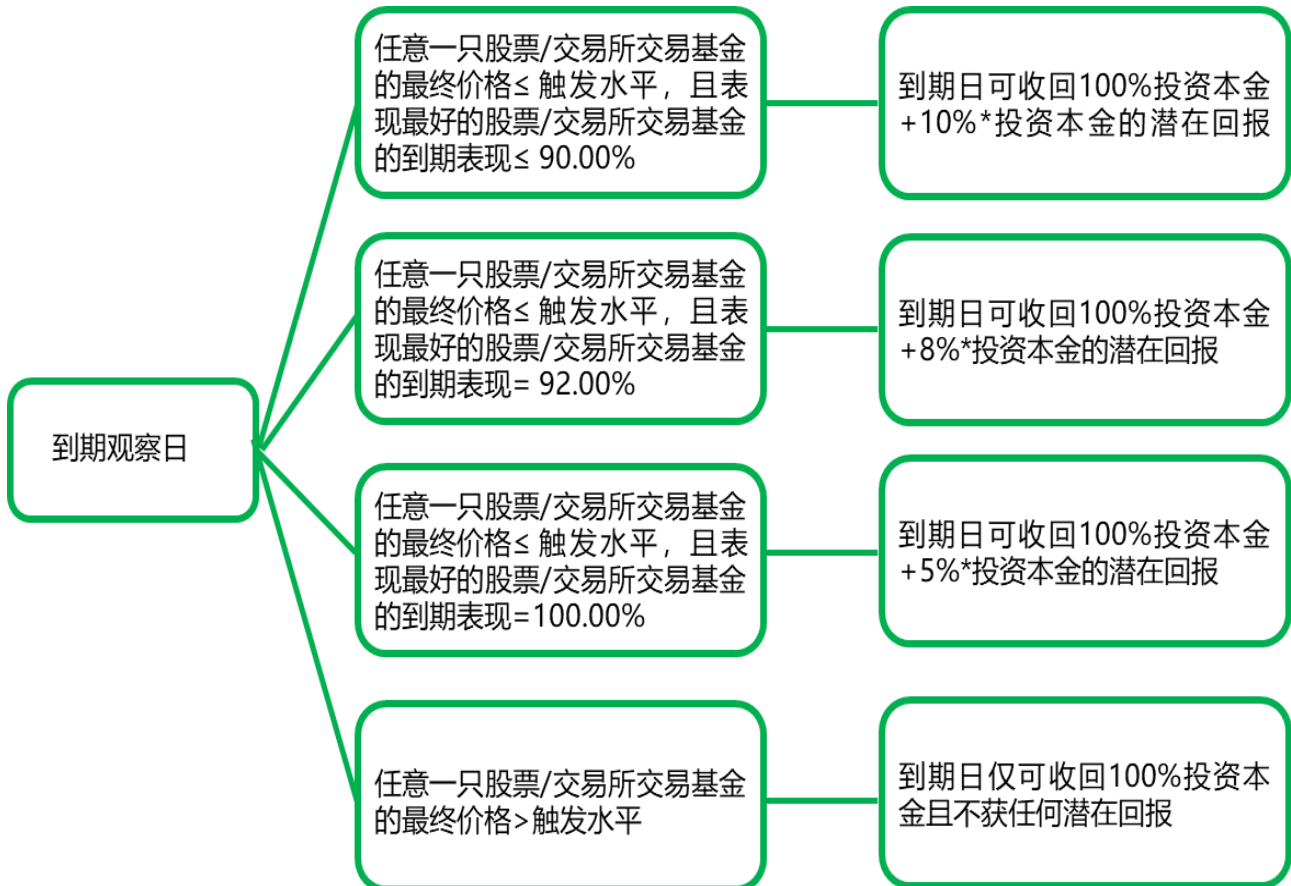 到期观察日
任意一只股票/交易所交易基金
的最终价格≤ 触发水平，且表
现最好的股票/交易所交易基金
的到期表现≤ 90.00%
到期日可收回100%投资本金
+10%*投资本金的潜在回报
任意一只股票/交易所交易基金
的最终价格≤ 触发水平，且表
现最好的股票/交易所交易基金
的到期表现= 92.00%
到期日可收回100%投资本金
+8%*投资本金的潜在回报
任意一只股票/交易所交易基金
的最终价格≤ 触发水平，且表
现最好的股票/交易所交易基金
的到期表现=100.00%
到期日可收回100%投资本金
+5%*投资本金的潜在回报
任意一只股票/交易所交易基金
的最终价格>触发水平
到期日仅可收回100%投资本
金且不获任何潜在回报